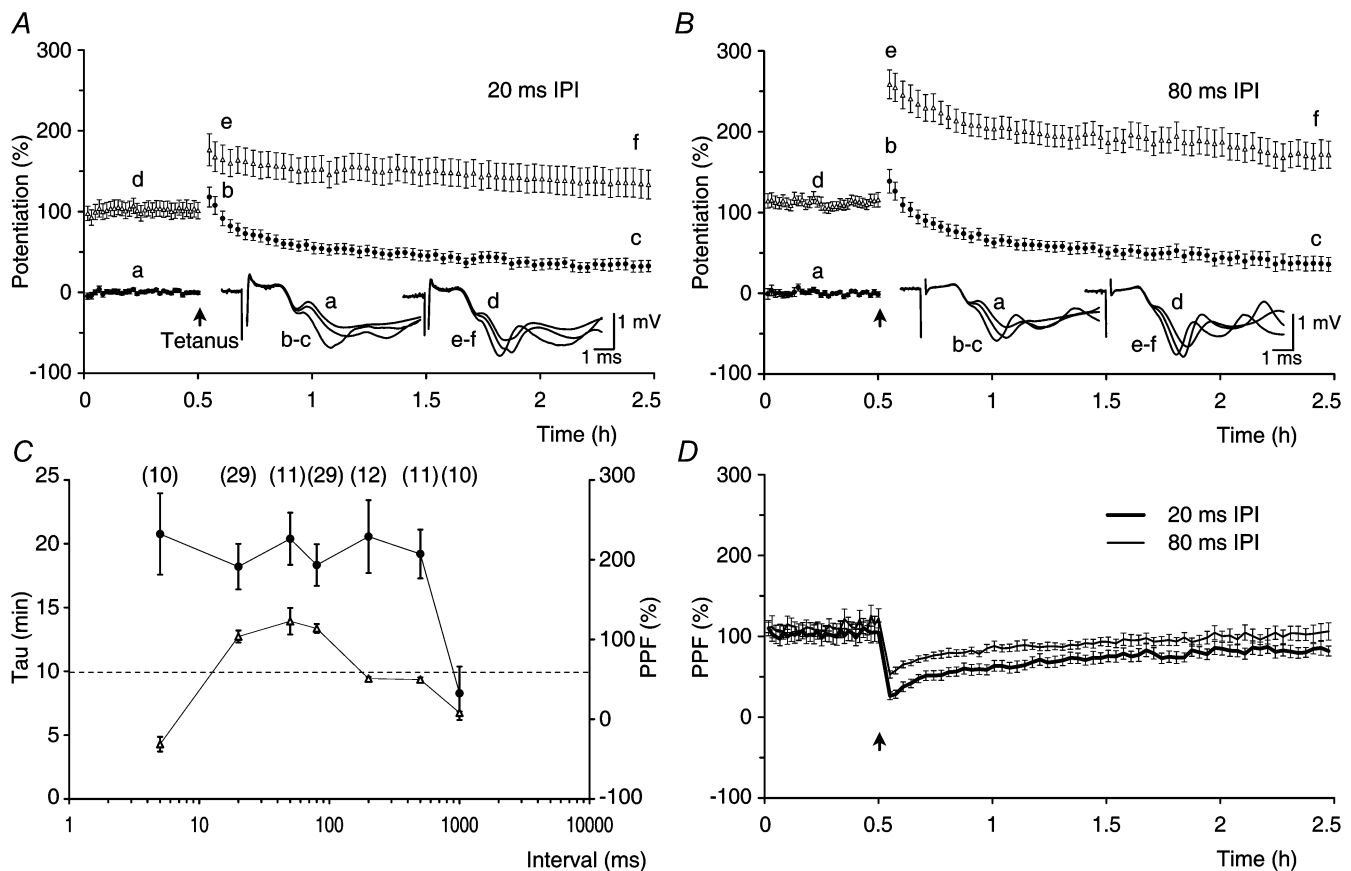 A
300
200
100
0
-100
Potentiation (%)
20 ms IPI
d
e
b
f
c
a
Tetanus
a
b-c
d
e-f
1 mV
1 ms
0
0.5
1
1.5
2
2.5
Time (h)
B
300
200
100
0
-100
Potentiation (%)
80 ms IPI
d
e
b
f
c
a
a
b-c
d
e-f
1 mV
1 ms
0
0.5
1
1.5
2
2.5
Time (h)
C
(10) (29) (11) (29) (12) (11) (10)
25
20
15
10
5
0
Tau (min)
300
200
100
0
-100
PPF (%)
1
10
100
1000
10000
Interval (ms)
D
300
200
100
0
-100
PPF (%)
20 ms IPI
80 ms IPI
0
0.5
1
1.5
2
2.5
Time (h)